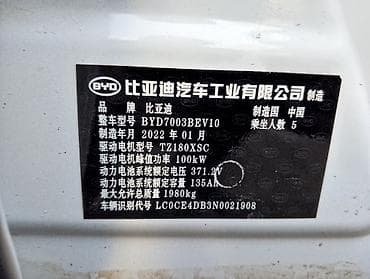 BYD 比亚迪汽车工业有限公司 制造
品 牌 比亚迪 制造国 中国
整车型号 BYD7003BEV10 乘坐人数 5
制造年月 2022 年 01 月
驱动电机型号 TZ180XSC
驱动电机峰值功率 100kW
动力电池系统额定电压 371.2V
动力电池系统额定容量 135Ah
最大允许总质量 1980kg
车辆识别代号 LC0CE4DB3N0021908